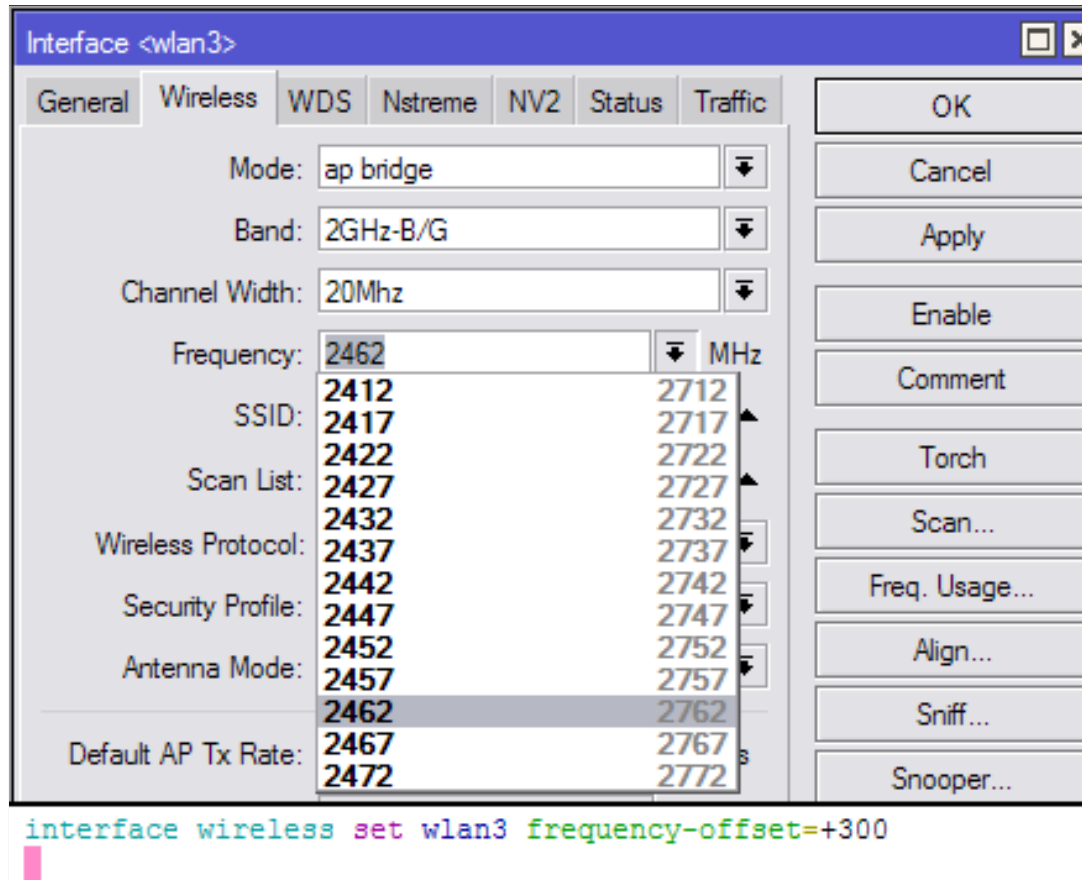 Interface <wlan3>
General Wireless WDS Nstreme NV2 Status Traffic
OK
Mode: ap bridge
Cancel
Band: 2GHz-B/G
Apply
Channel Width: 20Mhz
Enable
Frequency: 2462 MHz
Comment
2412 2712
SSID:
2417 2717
2422 2722
Torch
Scan List:
2427 2727
2432 2732
Scan...
Wireless Protocol:
2437 2737
2442 2742
Freq. Usage...
Security Profile:
2447 2747
2452 2752
Align...
Antenna Mode:
2457 2757
2462 2762
Sniff...
Default AP Tx Rate:
2467 2767
s
2472 2772
Snooper...
interface wireless set wlan3 frequency-offset=+300